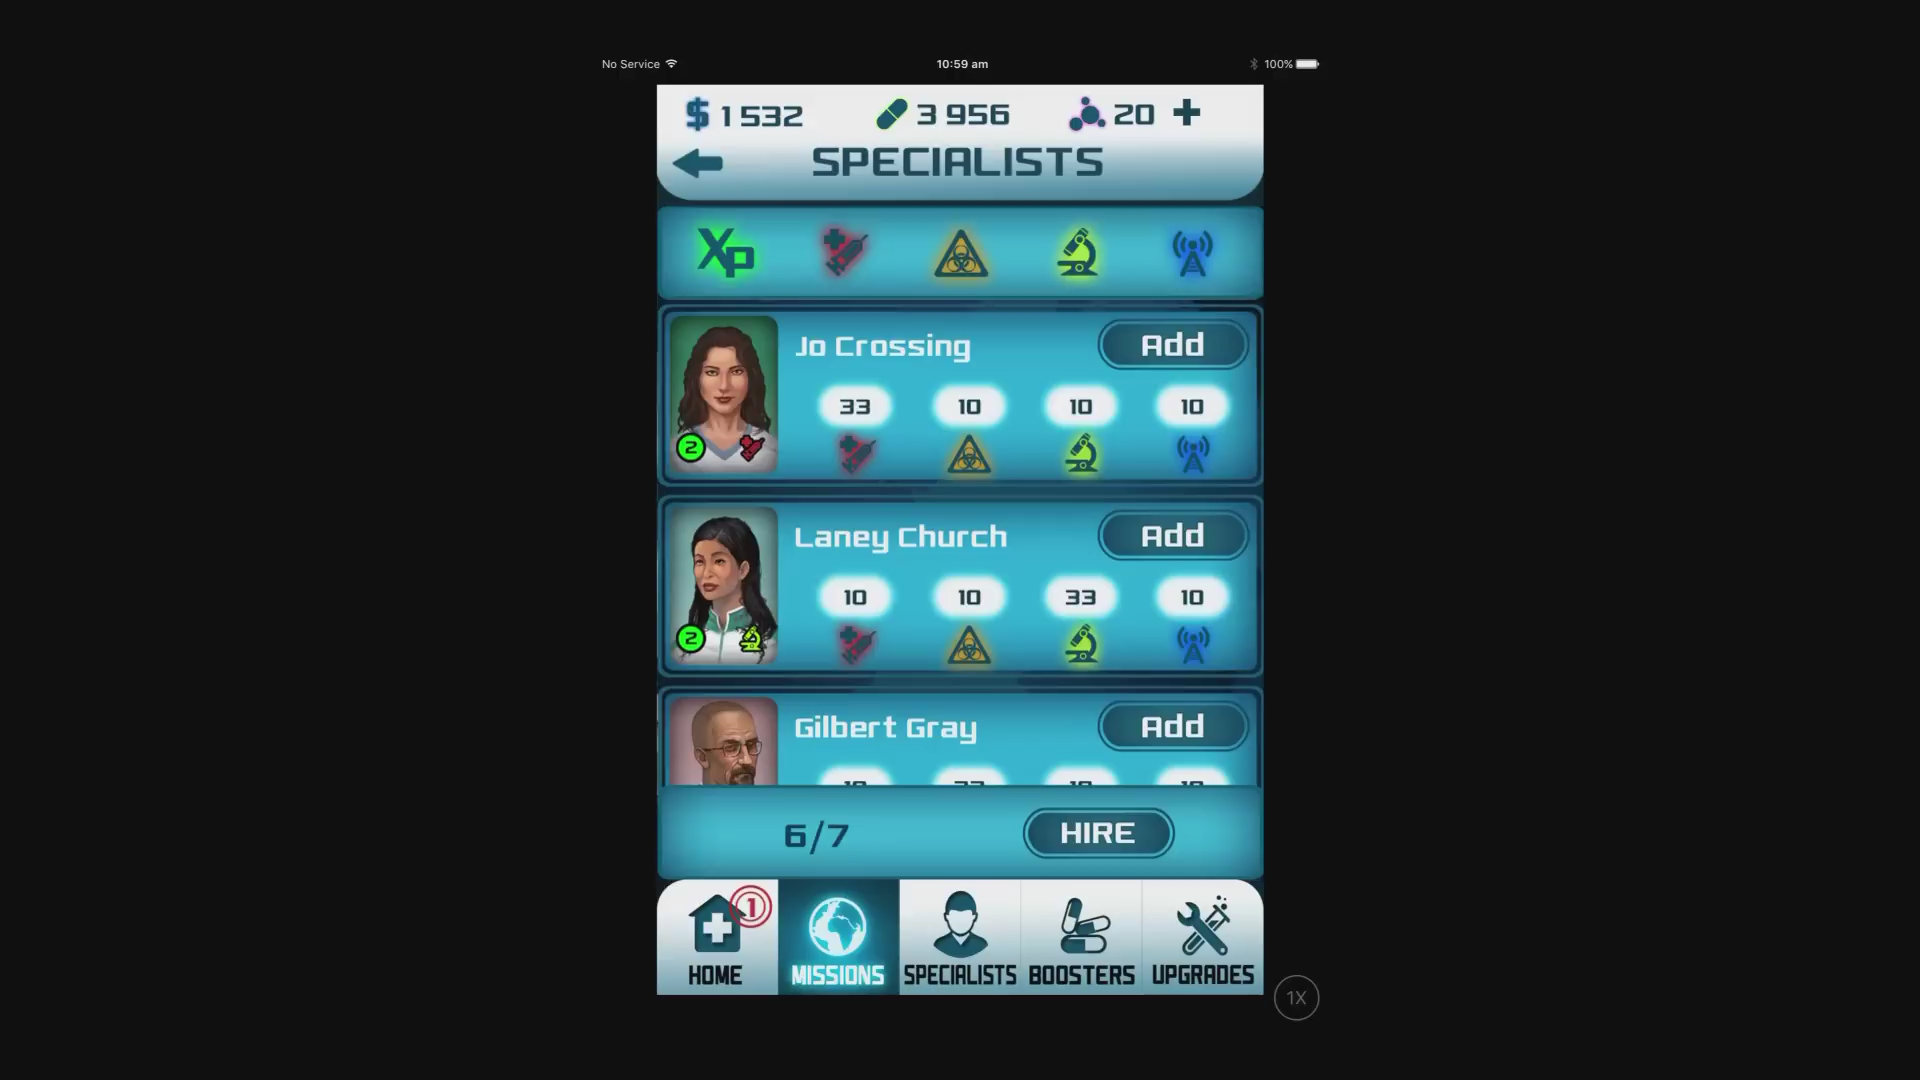 No Service 10:59 am 100%
$ 1 532 3 956 20 +
SPECIALISTS
Xp
Jo Crossing Add
33 10 10 10
2
Laney Church Add
10 10 33 10
2
Gilbert Gray Add
6/7 HIRE
1
HOME MISSIONS SPECIALISTS BOOSTERS UPGRADES
1X